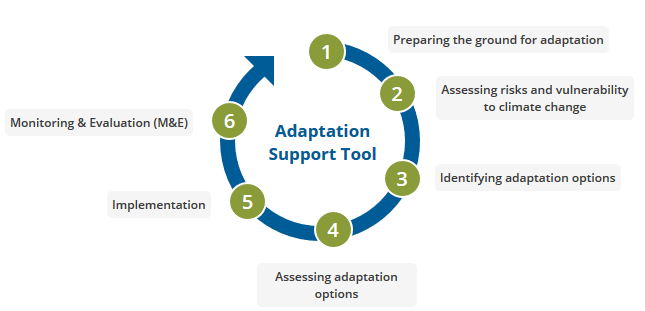 1
Preparing the ground for adaptation
2
Assessing risks and vulnerability
to climate change
Adaptation
Support Tool
3
Identifying adaptation options
4
Assessing adaptation
options
5
Implementation
6
Monitoring & Evaluation (M&E)